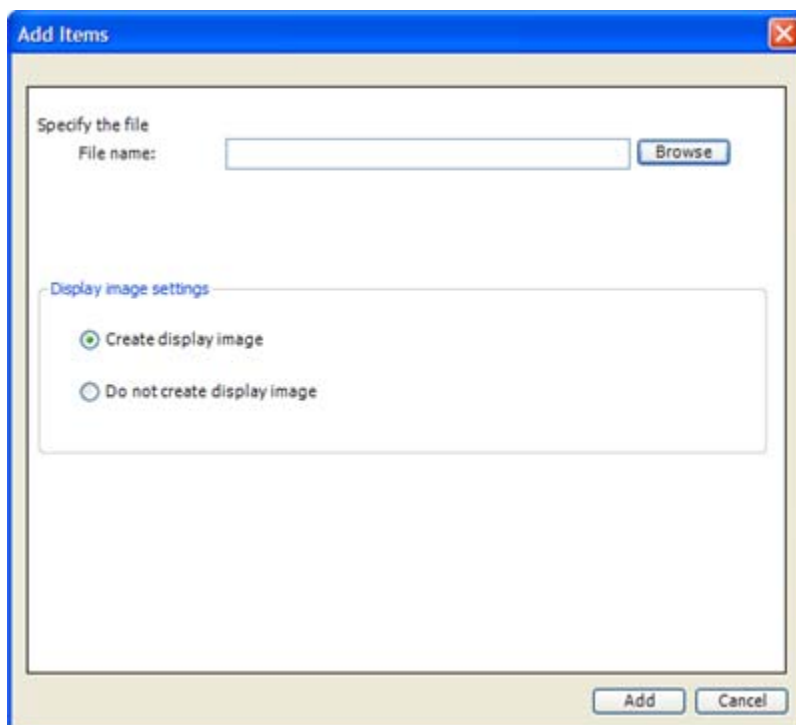 Add Items
Specify the file
File name:
Browse
Display image settings
Create display image
Do not create display image
Add
Cancel